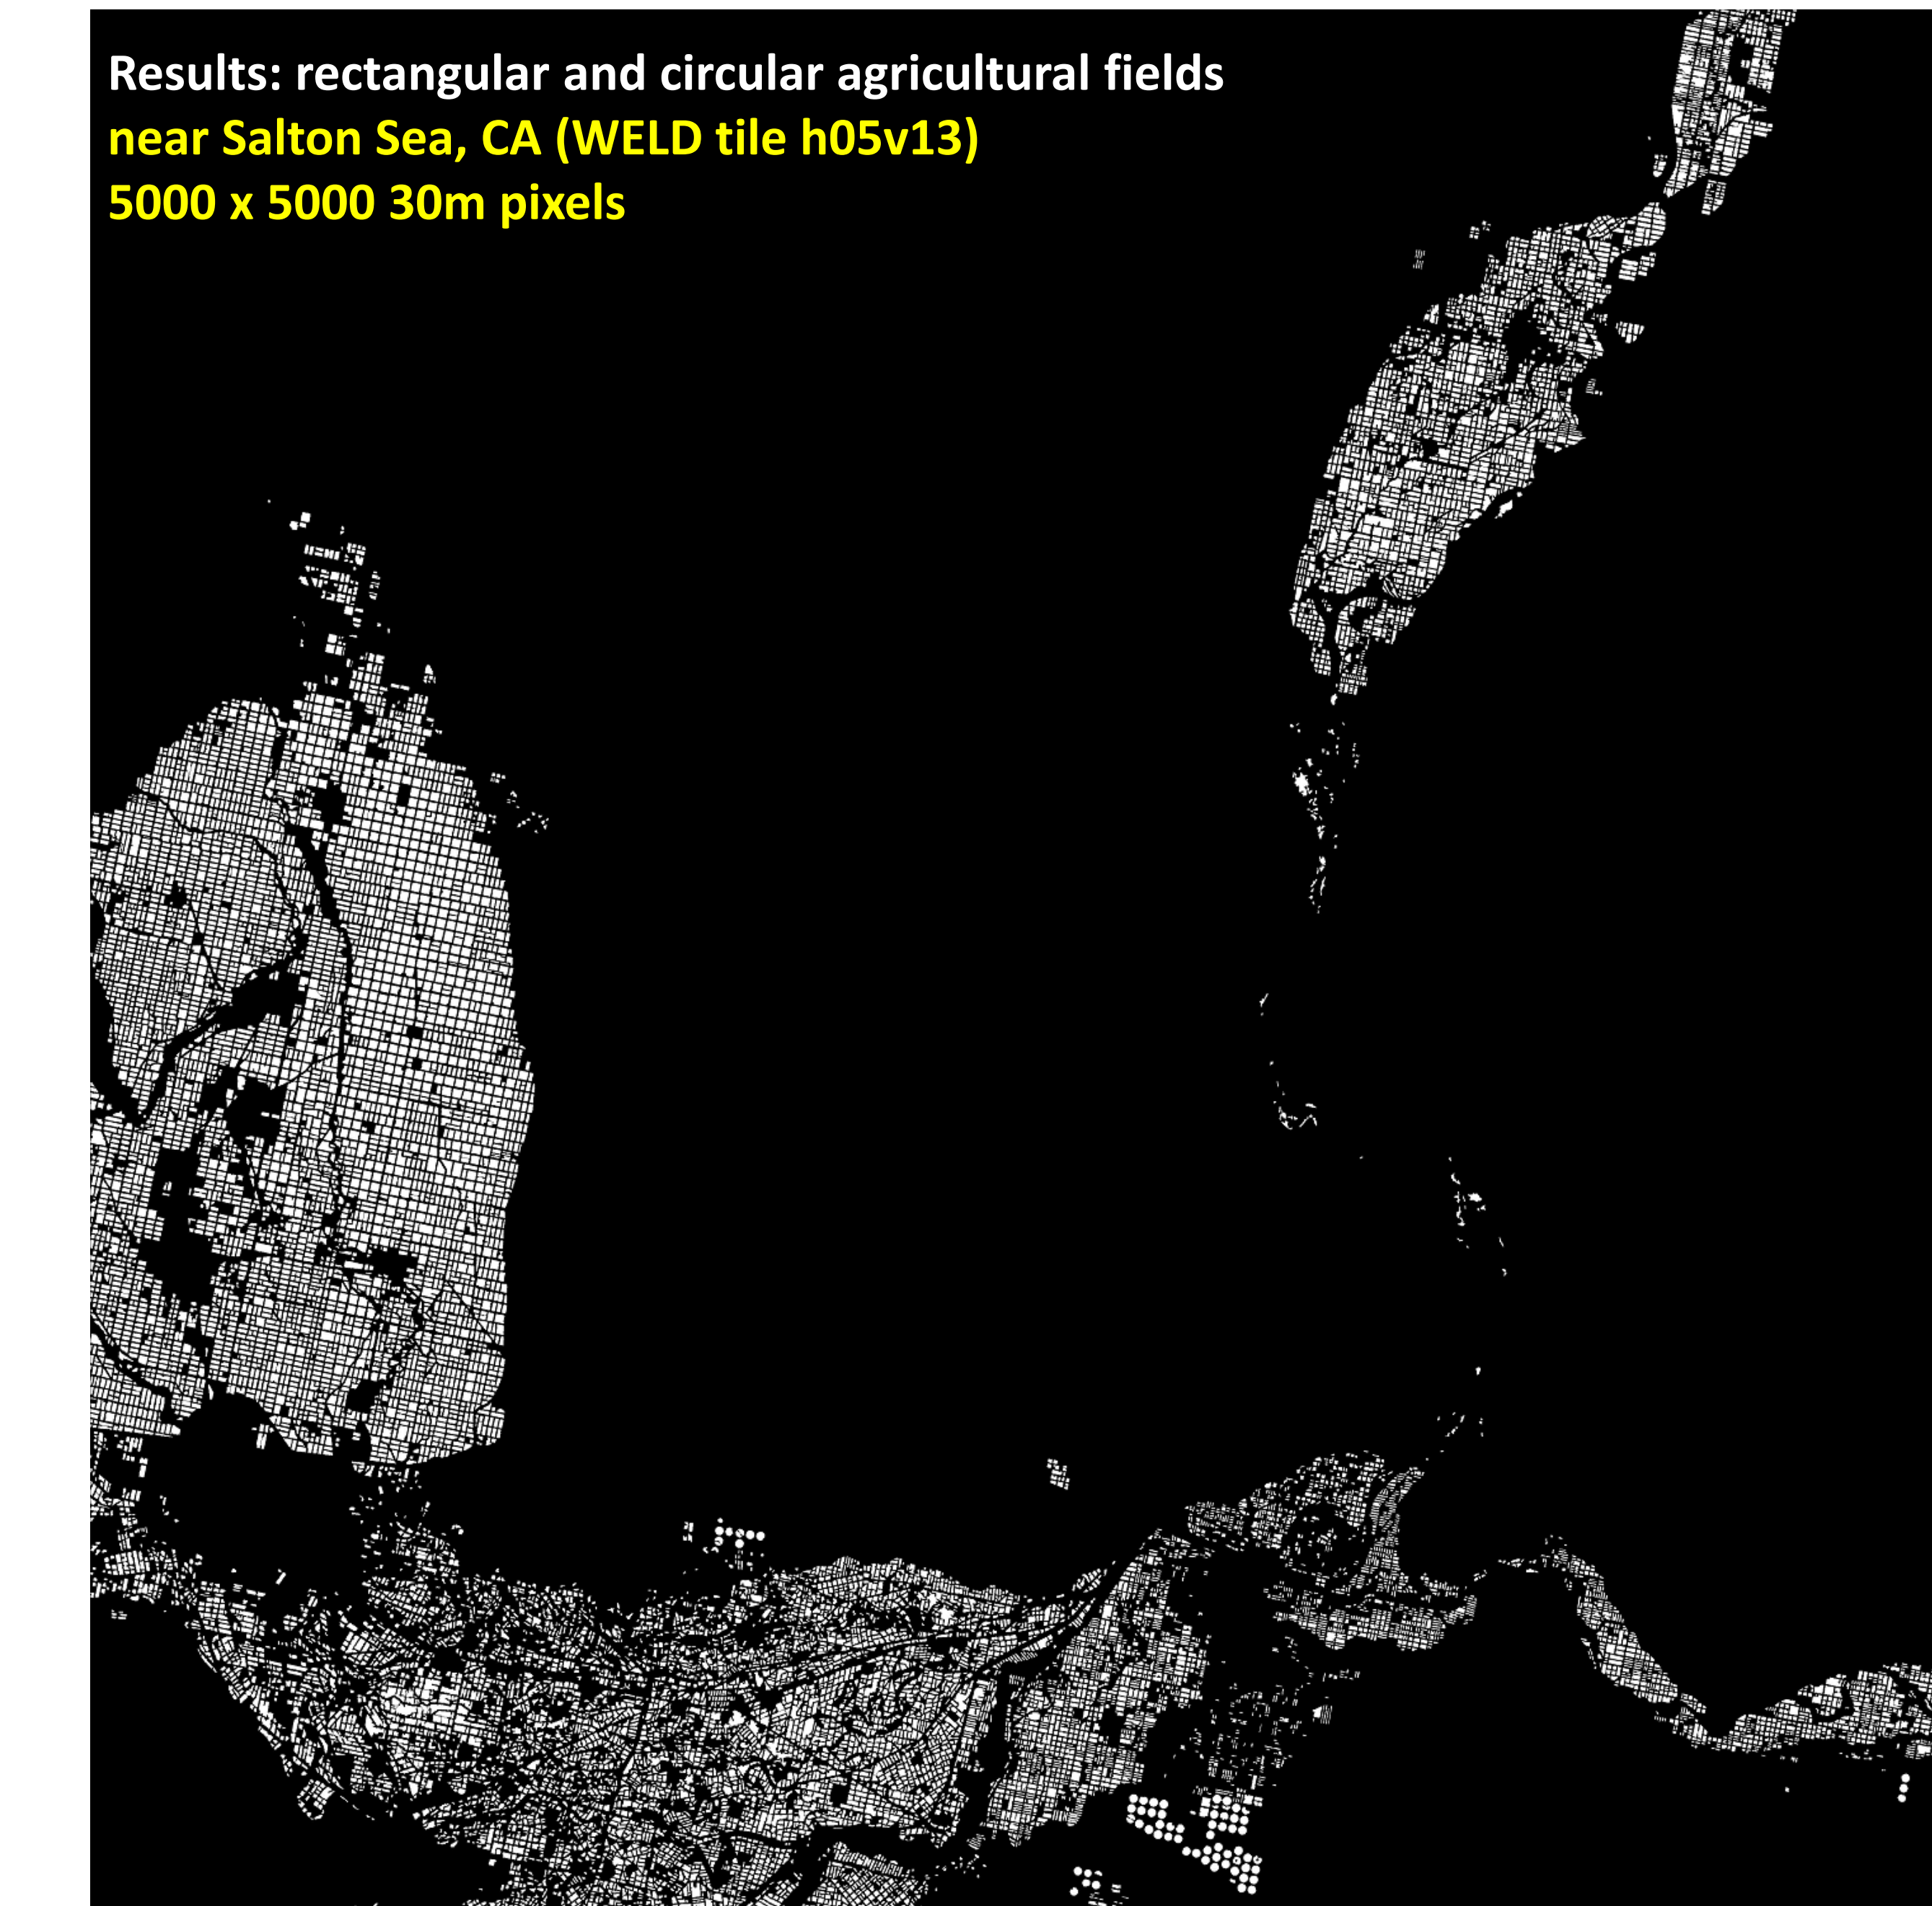 Results: rectangular and circular agricultural fields
near Salton Sea, CA (WELD tile h05v13)
5000 x 5000 30m pixels